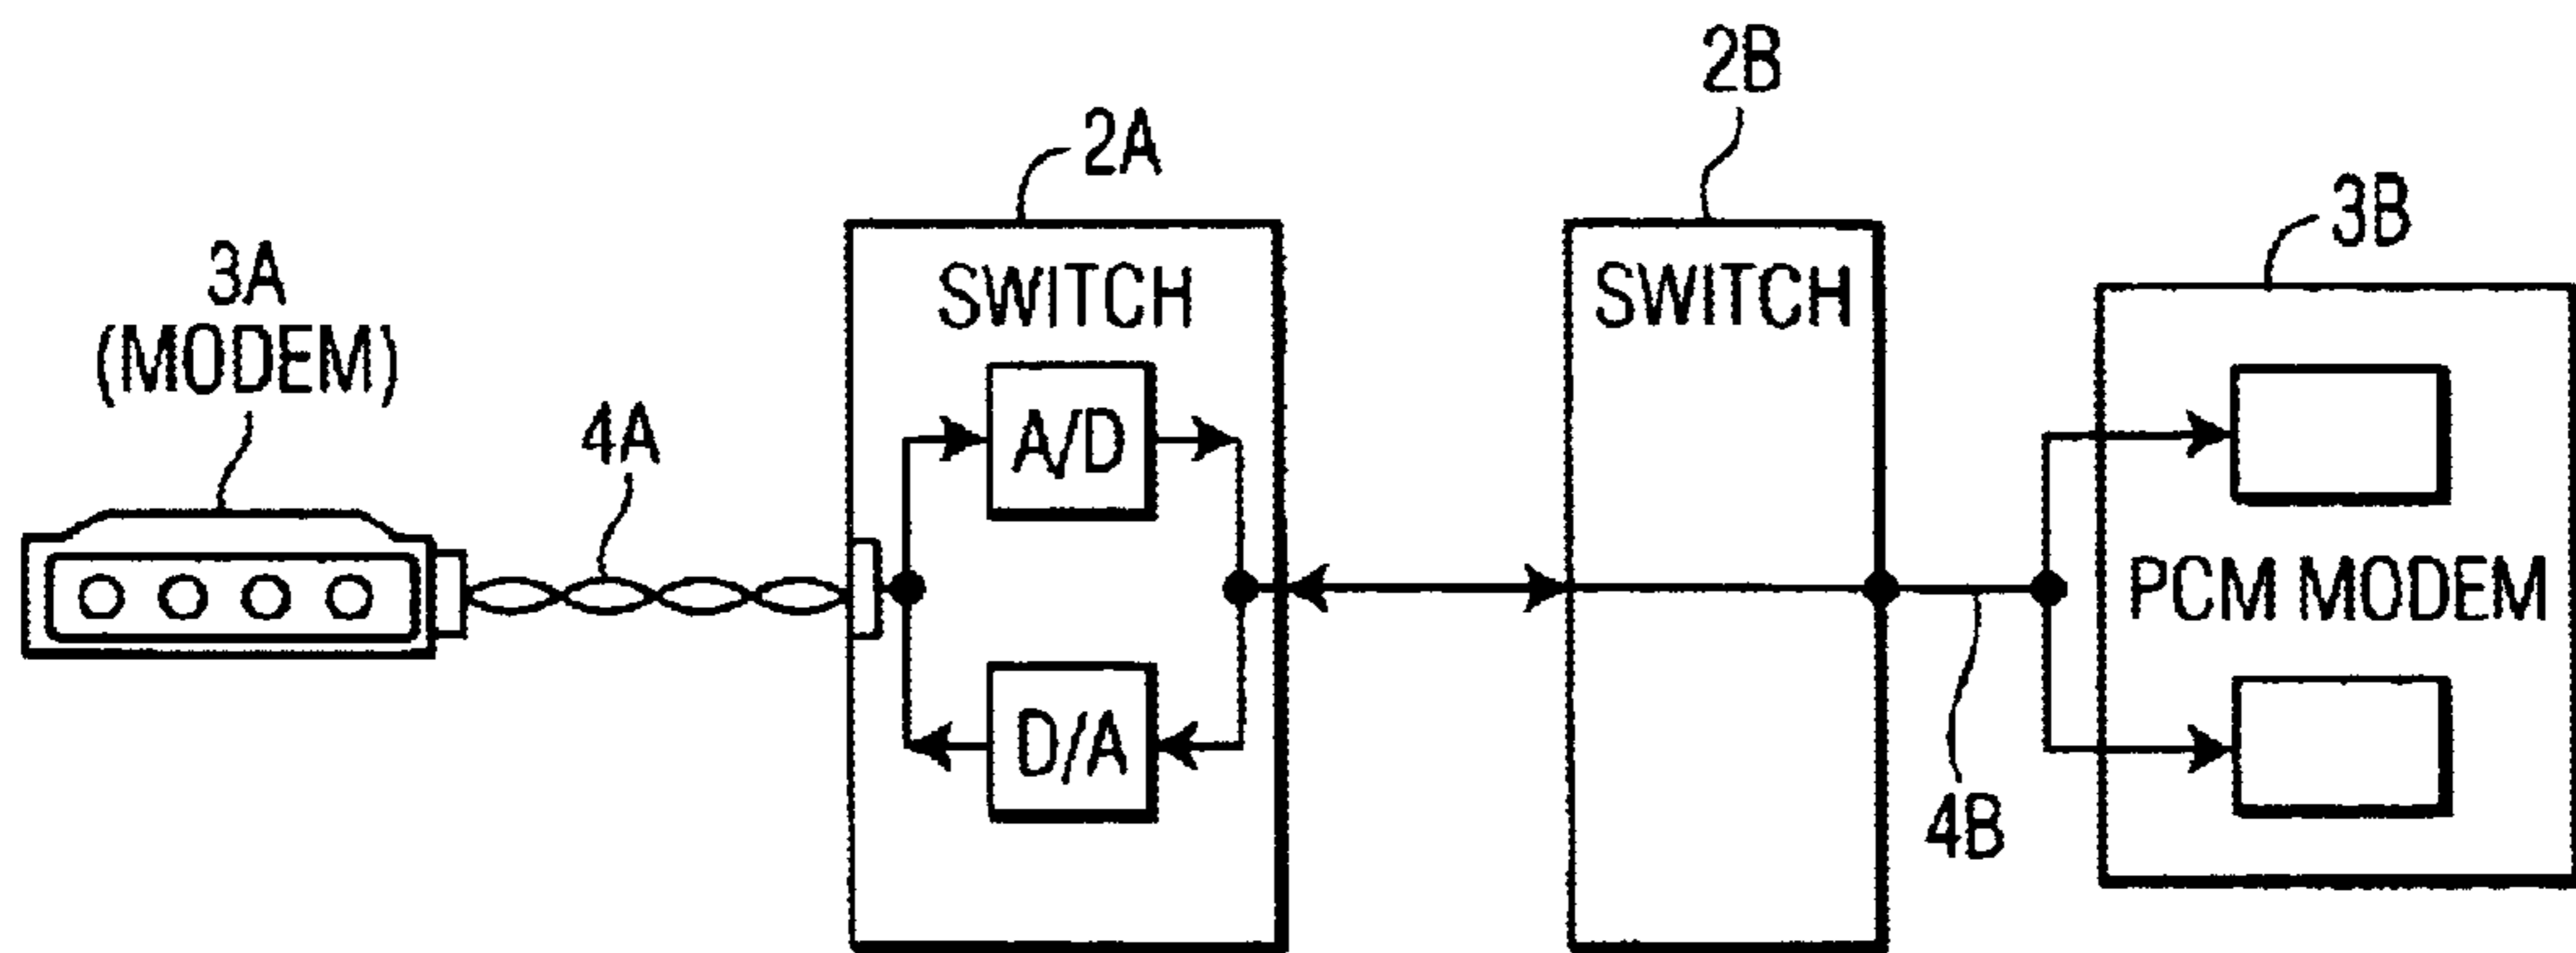 2B
2A
3B
3A
(MODEM)
SWITCH
SWITCH
4A
A/D
PCM MODEM
D/A
4B